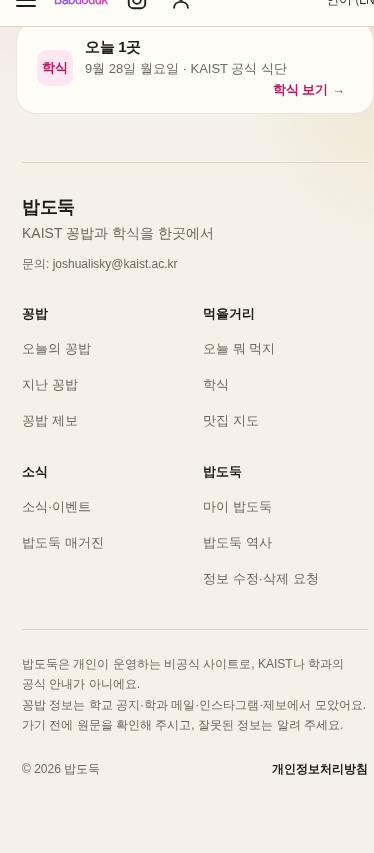 Babdoduk
언어 (EN
오늘 1곳
학식
9월 28일 월요일 · KAIST 공식 식단
학식 보기 →
밥도둑
KAIST 꽁밥과 학식을 한곳에서
문의: joshualisky@kaist.ac.kr
꽁밥
먹을거리
오늘의 꽁밥
오늘 뭐 먹지
지난 꽁밥
학식
꽁밥 제보
맛집 지도
소식
밥도둑
소식·이벤트
마이 밥도둑
밥도둑 매거진
밥도둑 역사
정보 수정·삭제 요청
밥도둑은 개인이 운영하는 비공식 사이트로, KAIST나 학과의
공식 안내가 아니에요.
꽁밥 정보는 학교 공지·학과 메일·인스타그램·제보에서 모았어요.
가기 전에 원문을 확인해 주시고, 잘못된 정보는 알려 주세요.
© 2026 밥도둑
개인정보처리방침